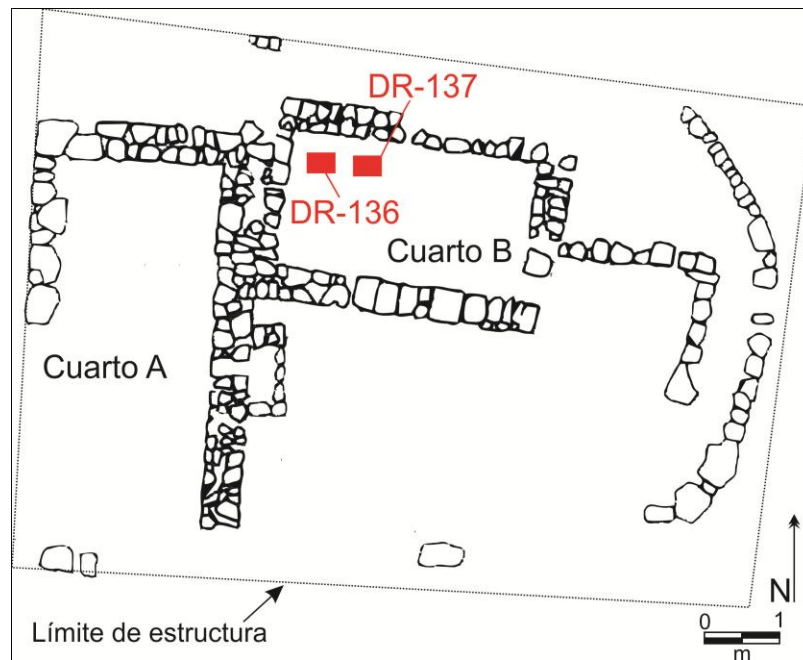 DR-137
DR-136
Cuarto B
Cuarto A
Límite de estructura
N
0 1
m